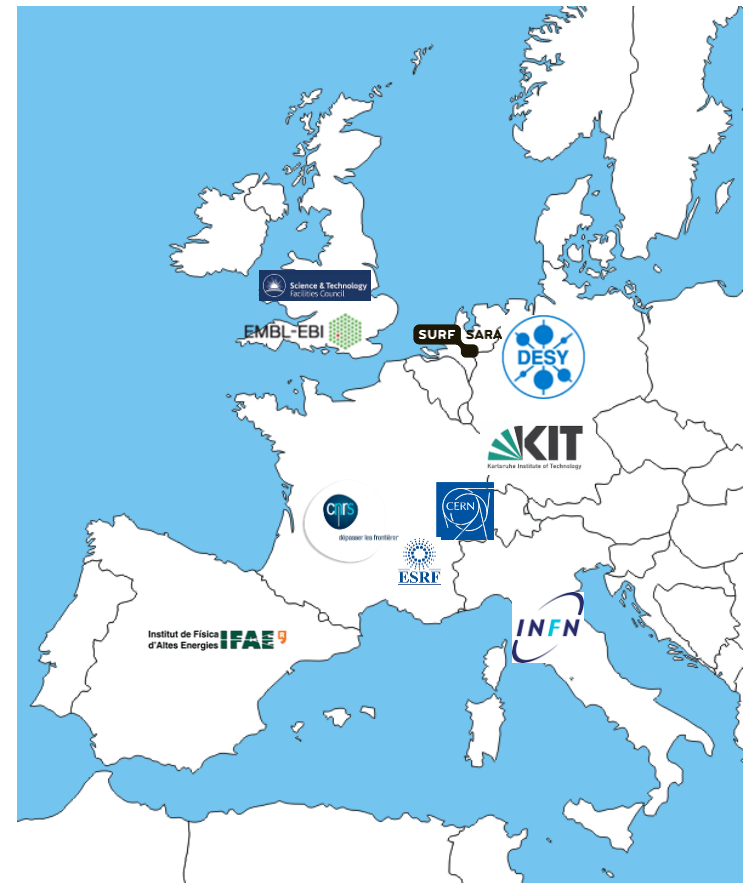 Science & Technology
Facilities Council
EMBL-EBI
SURF SARA
DESY
KIT
Karlsruhe Institute of Technology
CERN
cnrs
dépasser les frontières
ESRF
INFN
Institut de Física
d'Altes Energies IFAE